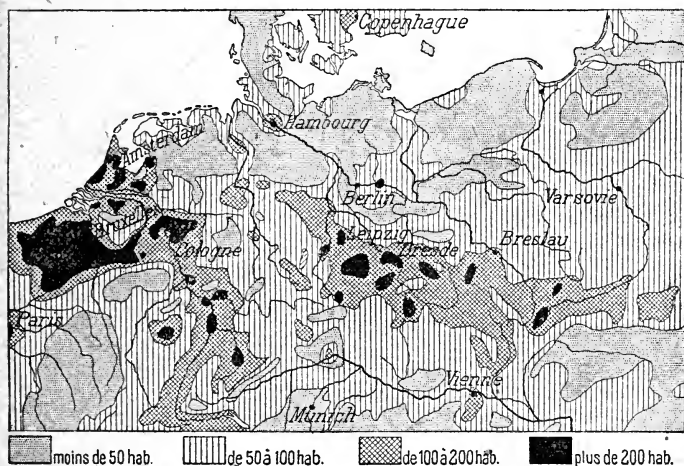 Copenhague
Hambourg
Amsterdam
Berlin
Varsovie
Bruxelles
Leipzig
Cologne
Dresde
Breslau
Paris
Vienne
Munich
moins de 50 hab. de 50 à 100 hab. de 100 à 200 hab. plus de 200 hab.